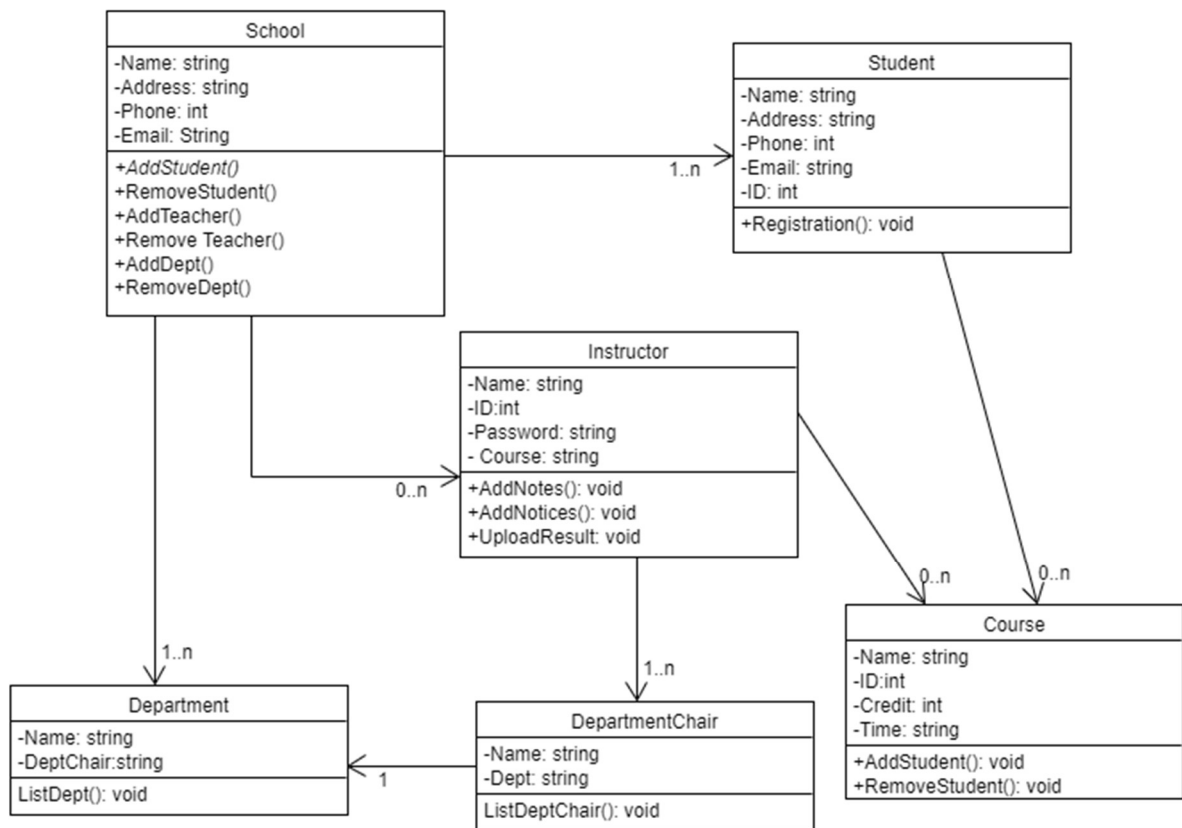 School
-Name: string
-Address: string
-Phone: int
-Email: String
+AddStudent()
+RemoveStudent()
+AddTeacher()
+Remove Teacher()
+AddDept()
+RemoveDept()
1..n
Student
-Name: string
-Address: string
-Phone: int
-Email: string
-ID: int
+Registration(): void
0..n
Instructor
-Name: string
-ID:int
-Password: string
- Course: string
+AddNotes(): void
+AddNotices(): void
+UploadResult: void
0..n
0..n
Course
-Name: string
-ID:int
-Credit: int
-Time: string
+AddStudent(): void
+RemoveStudent(): void
1..n
Department
-Name: string
-DeptChair:string
ListDept(): void
1
1..n
DepartmentChair
-Name: string
-Dept: string
ListDeptChair(): void